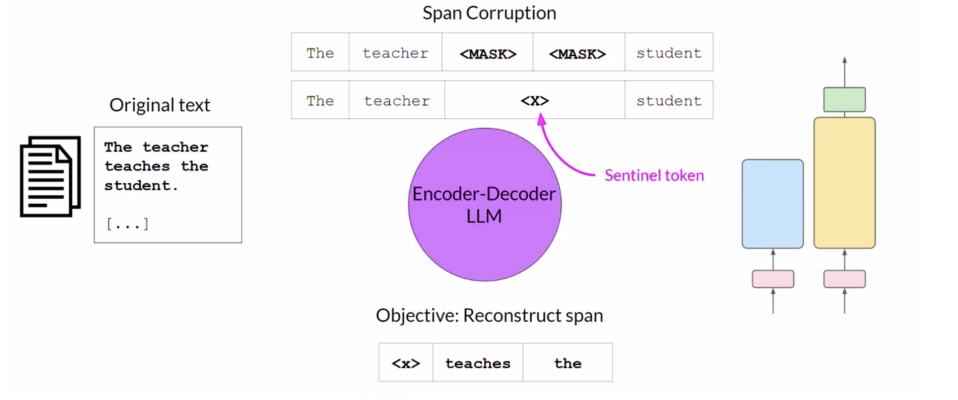 Span Corruption
The teacher <MASK> <MASK> student
The teacher <X> student
Original text
The teacher
teaches the
student.
[...]
Sentinel token
Encoder-Decoder
LLM
Objective: Reconstruct span
<x> teaches the